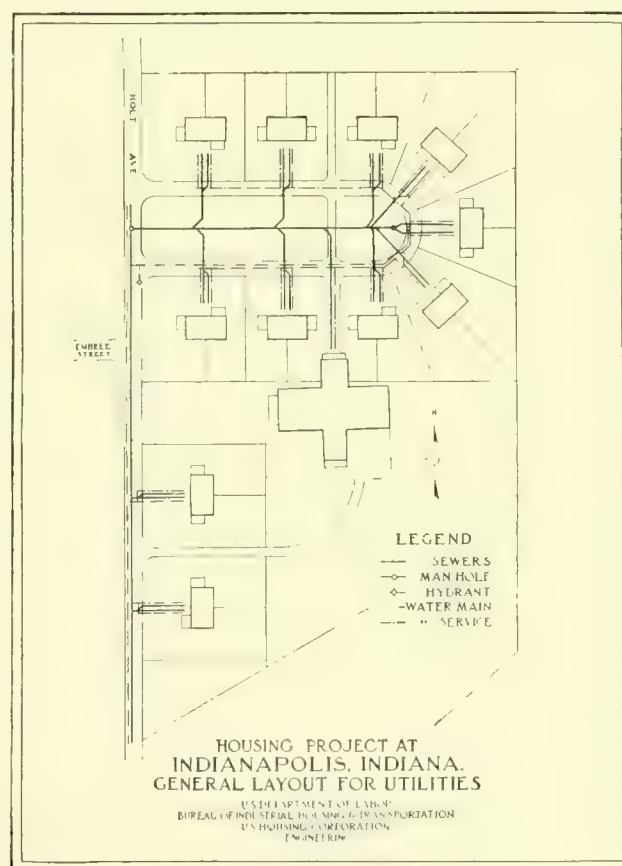 HOLT AVE
EMBREE
STREET
N
LEGEND
SEWERS
MAN HOLE
HYDRANT
WATER MAIN
" SERVICE
HOUSING PROJECT AT
INDIANAPOLIS, INDIANA.
GENERAL LAYOUT FOR UTILITIES
U.S. DEPARTMENT OF LABOR
BUREAU OF INDUSTRIAL HOUSING & TRANSPORTATION
U.S. HOUSING CORPORATION
ENGINEERING